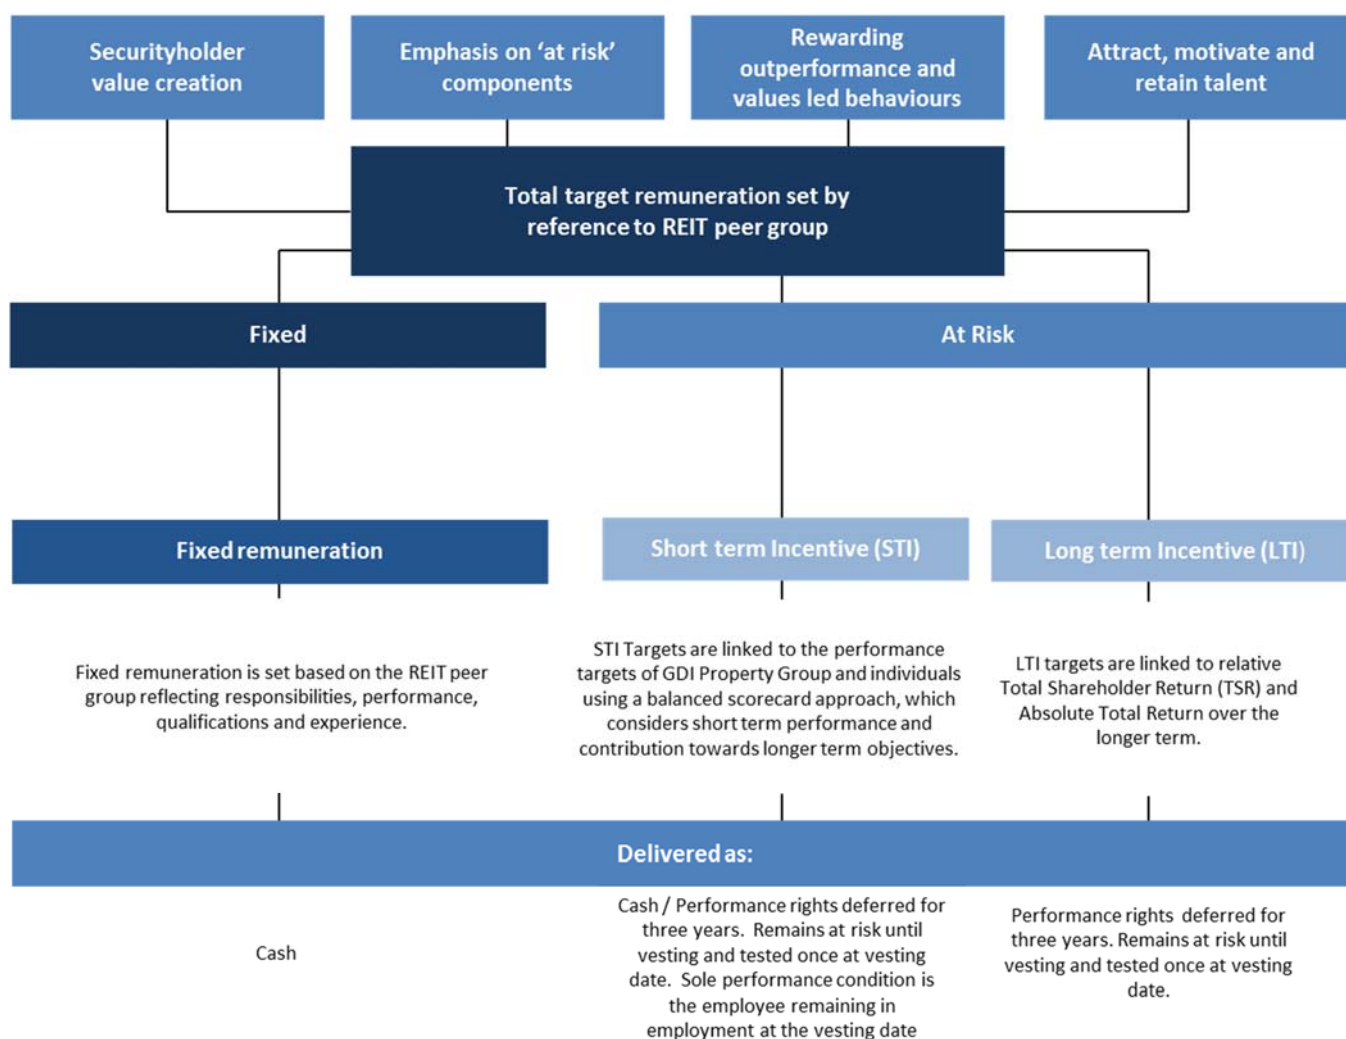 Securityholder
value creation
Emphasis on ‘at risk’
components
Rewarding
outperformance and
values led behaviours
Attract, motivate and
retain talent
Total target remuneration set by
reference to REIT peer group
Fixed
At Risk
Fixed remuneration
Short term Incentive (STI)
Long term Incentive (LTI)
Fixed remuneration is set based on the REIT peer
group reflecting responsibilities, performance,
qualifications and experience.
STI Targets are linked to the performance
targets of GDI Property Group and individuals
using a balanced scorecard approach, which
considers short term performance and
contribution towards longer term objectives.
LTI targets are linked to relative
Total Shareholder Return (TSR) and
Absolute Total Return over the
longer term.
Delivered as:
Cash
Cash / Performance rights deferred for
three years. Remains at risk until
vesting and tested once at vesting
date. Sole performance condition is
the employee remaining in
employment at the vesting date
Performance rights deferred for
three years. Remains at risk until
vesting and tested once at vesting
date.